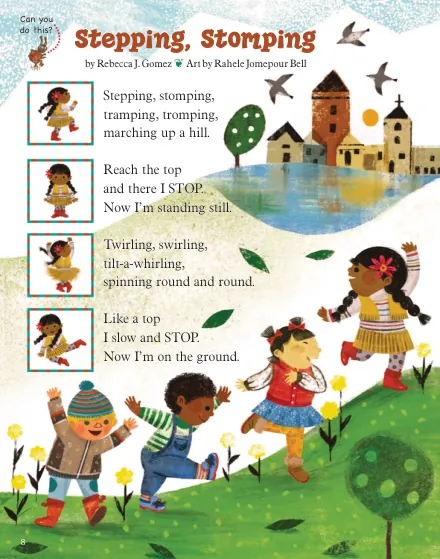 Can you
do this?
Stepping, Stomping
by Rebecca J. Gomez ❦ Art by Rahele Jomepour Bell
Stepping, stomping,
tramping, tromping,
marching up a hill.
Reach the top
and there I STOP.
Now I'm standing still.
Twirling, swirling,
tilt-a-whirling,
spinning round and round.
Like a top
I slow and STOP.
Now I'm on the ground.
8